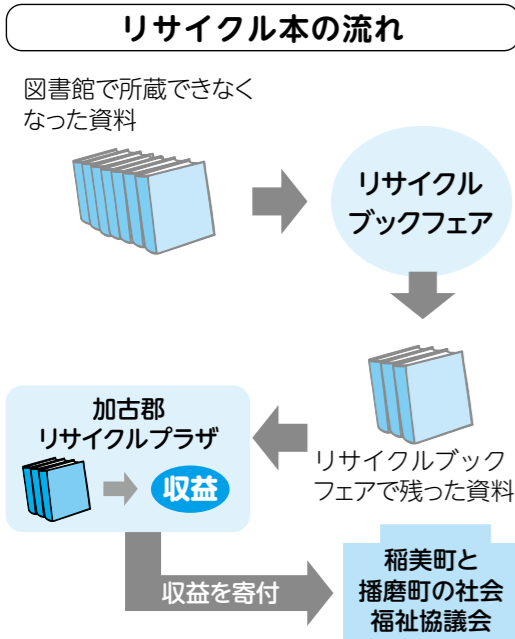 リサイクル本の流れ
図書館で所蔵できなく
なった資料
リサイクル
ブックフェア
リサイクルブック
フェアで残った資料
加古郡
リサイクルプラザ
収益
収益を寄付
稲美町と
播磨町の社会
福祉協議会